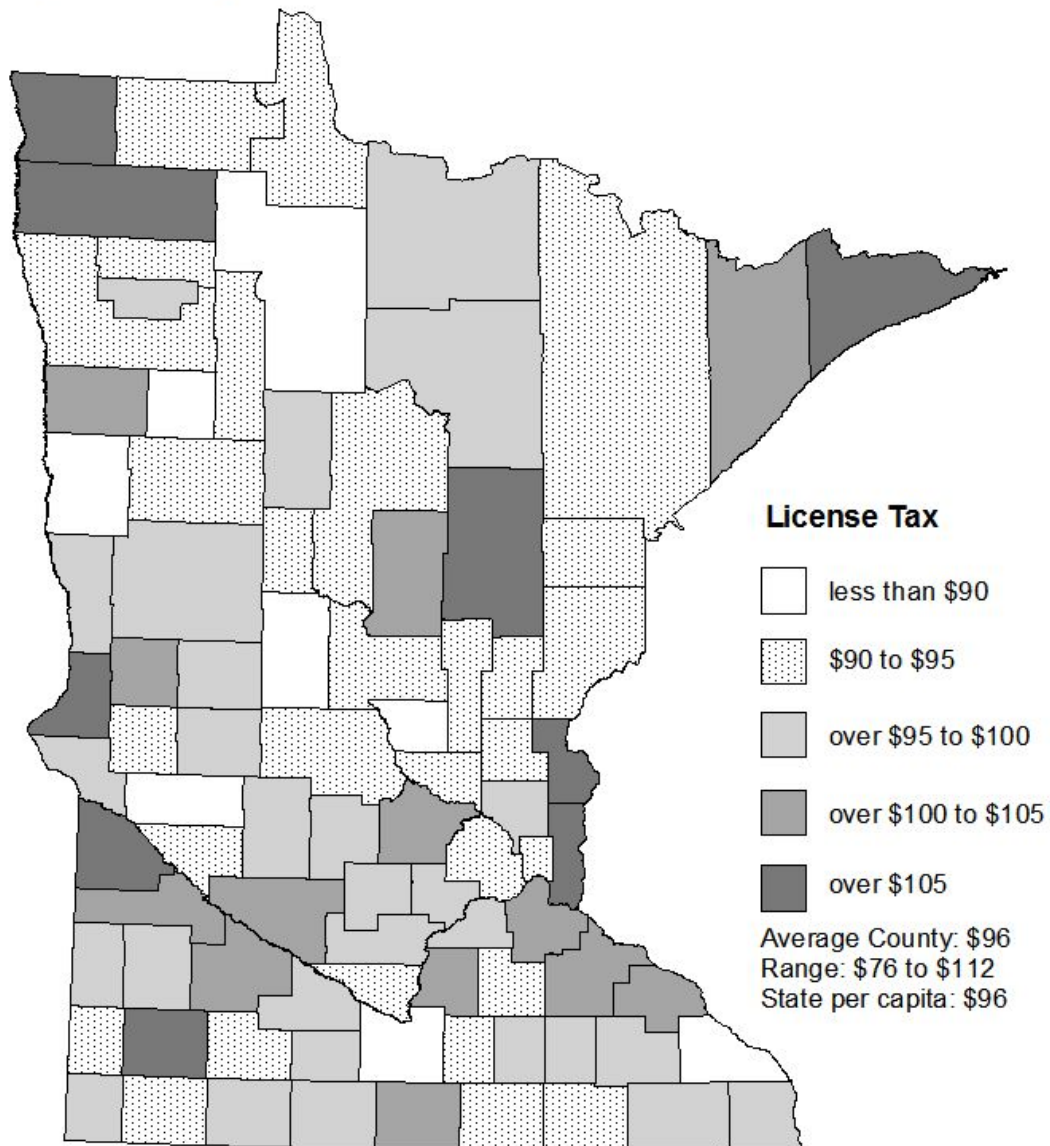 License Tax
less than $90
$90 to $95
over $95 to $100
over $100 to $105
over $105
Average County: $96
Range: $76 to $112
State per capita: $96